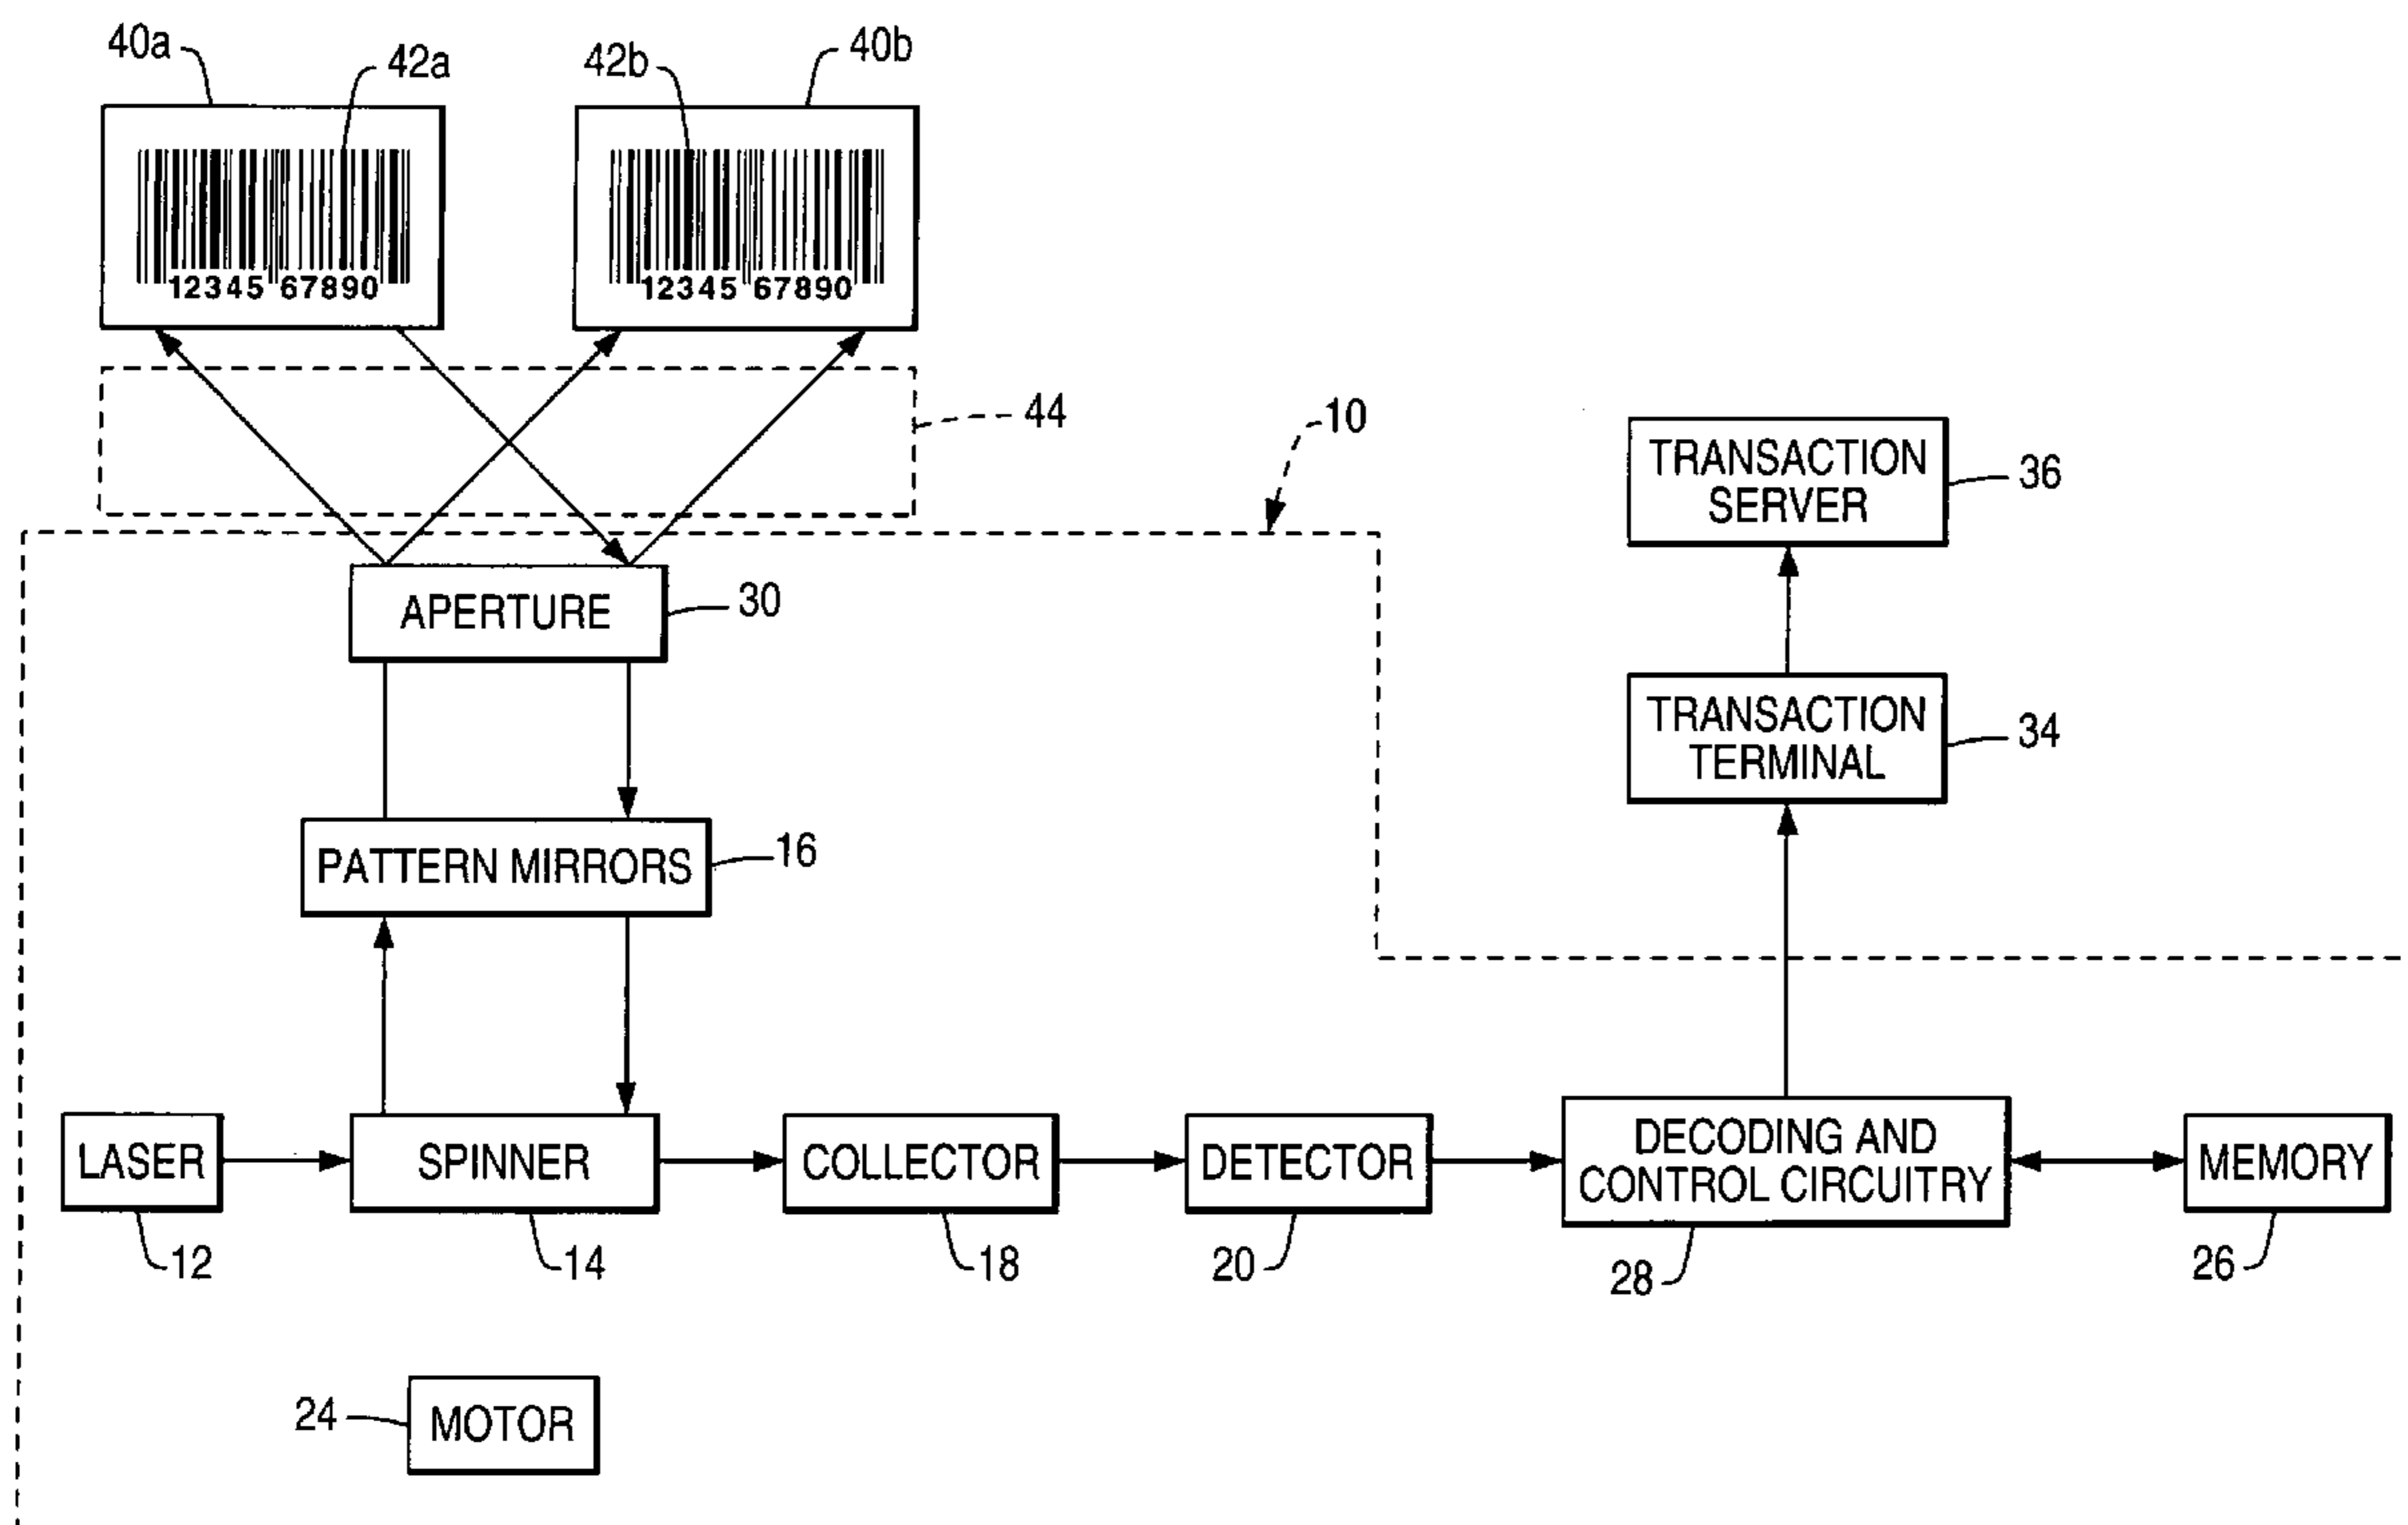 40a
42a
42b
40b
12345 67890
12345 67890
44
10
TRANSACTION
SERVER
36
APERTURE
30
TRANSACTION
TERMINAL
34
PATTERN MIRRORS
16
LASER
SPINNER
COLLECTOR
DETECTOR
DECODING AND
CONTROL CIRCUITRY
MEMORY
12
14
18
20
28
26
24
MOTOR